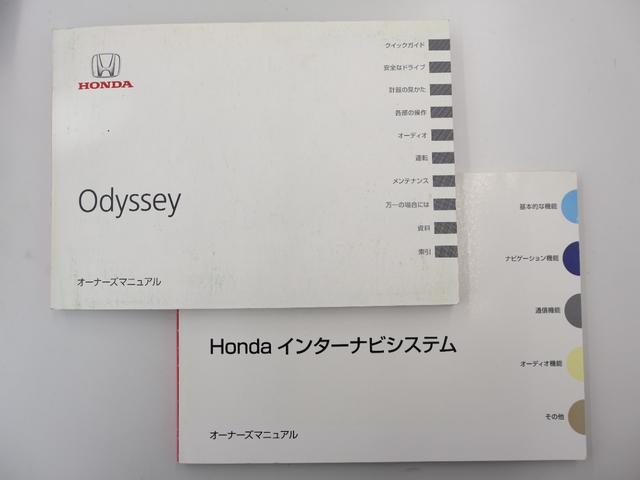 HONDA
Odyssey
オーナーズマニュアル
クイックガイド
安全なドライブ
計器の見かた
各部の操作
オーディオ
運転
メンテナンス
万一の場合には
資料
索引
Honda インターナビシステム
オーナーズマニュアル
基本的な機能
ナビゲーション機能
通信機能
オーディオ機能
その他